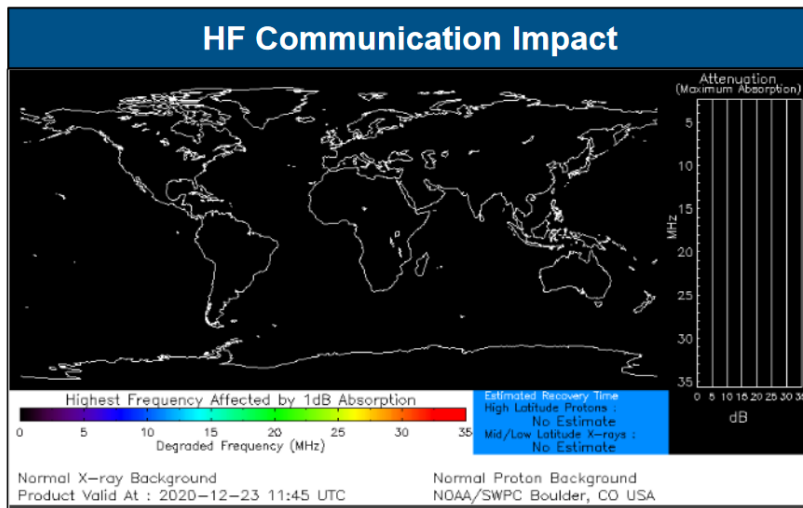 HF Communication Impact
Attenuation
(Maximum Absorption)
5
10
15
20
25
30
35
MHz
0 5 10 15 20 25 30 35
dB
Highest Frequency Affected by 1dB Absorption
0 5 10 15 20 25 30 35
Degraded Frequency (MHz)
Estimated Recovery Time
High Latitude Protons :
No Estimate
Mid/Low Latitude X-rays :
No Estimate
Normal X-ray Background
Normal Proton Background
Product Valid At : 2020-12-23 11:45 UTC
NOAA/SWPC Boulder, CO USA